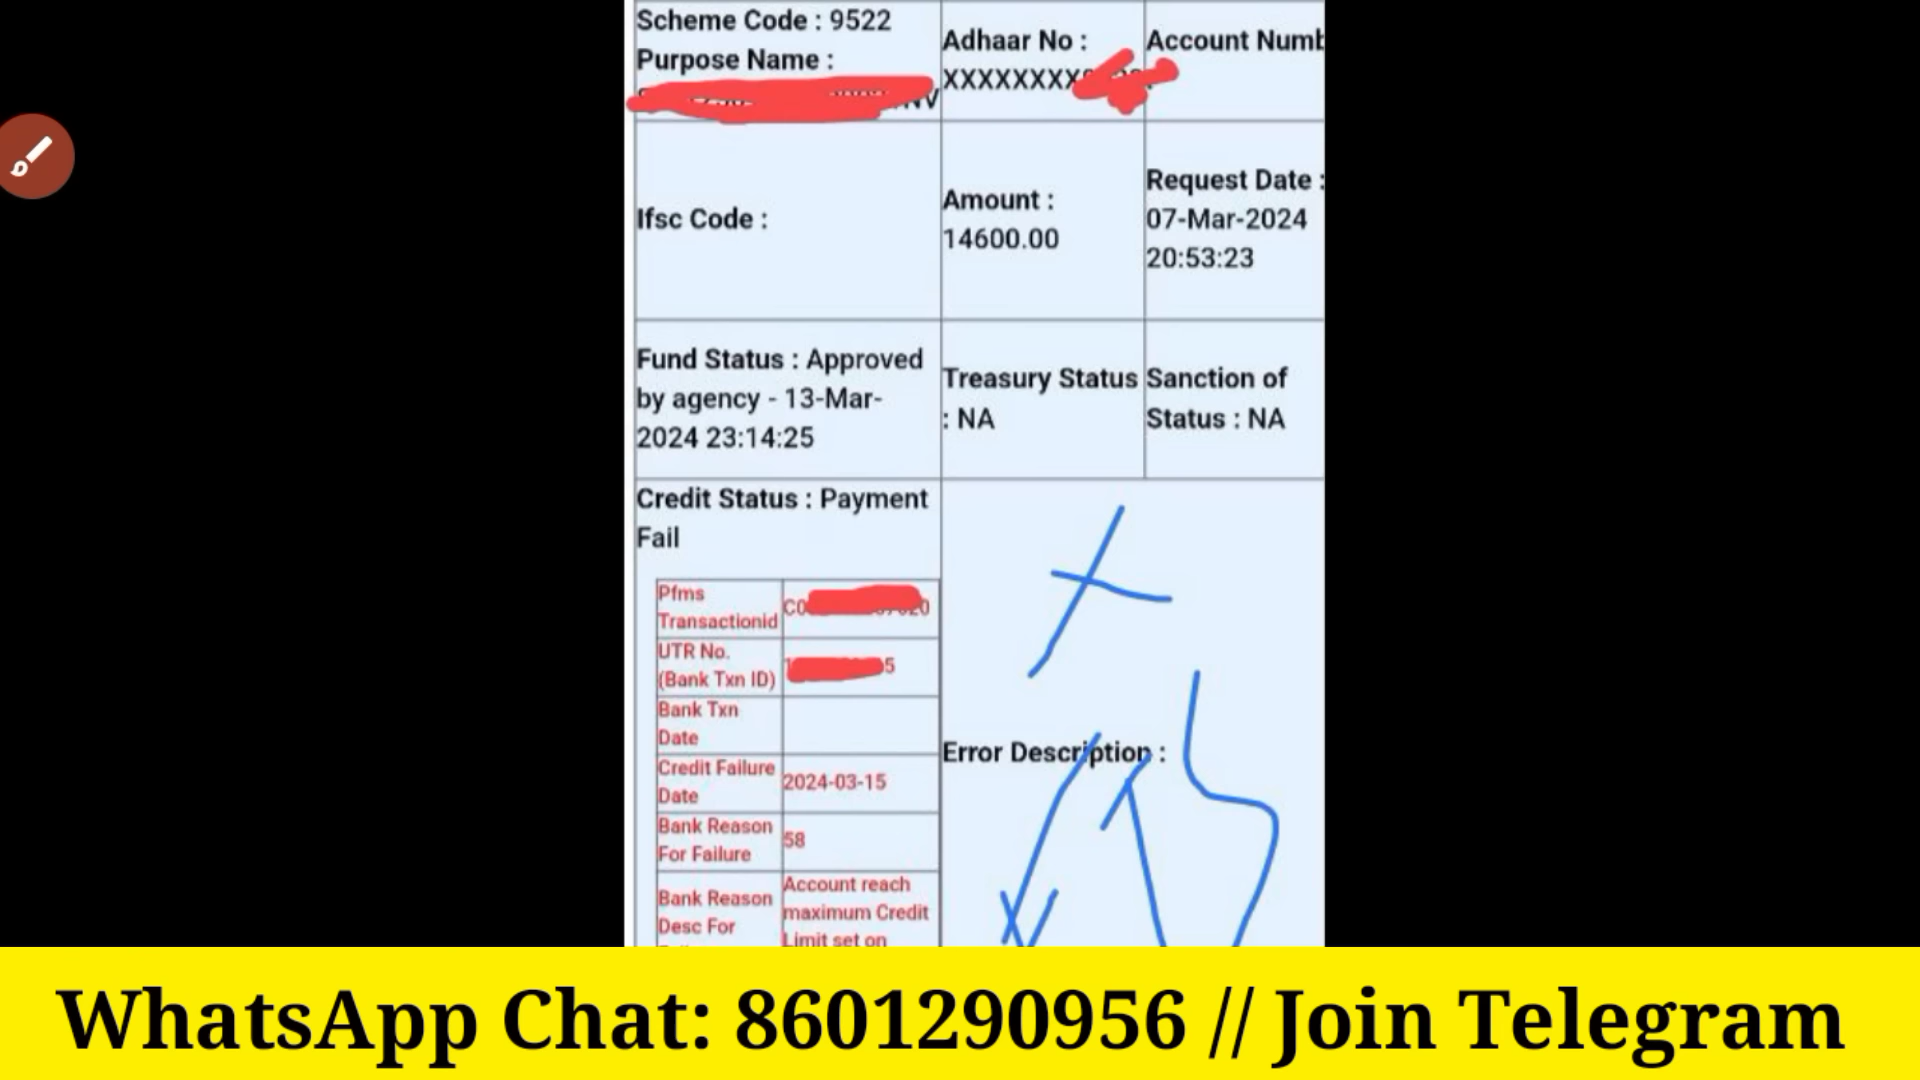 Scheme Code : 9522
Purpose Name :
Adhaar No :
XXXXXXXX
Account Numb
Ifsc Code :
Amount :
14600.00
Request Date :
07-Mar-2024
20:53:23
Fund Status : Approved
by agency - 13-Mar-
2024 23:14:25
Treasury Status
: NA
Sanction of
Status : NA
Credit Status : Payment
Fail
Pfms
Transactionid
UTR No.
(Bank Txn ID)
Bank Txn
Date
Credit Failure
Date
2024-03-15
Bank Reason
For Failure
58
Bank Reason
Desc For
Account reach
maximum Credit
Limit set on
Error Description :
WhatsApp Chat: 8601290956 // Join Telegram